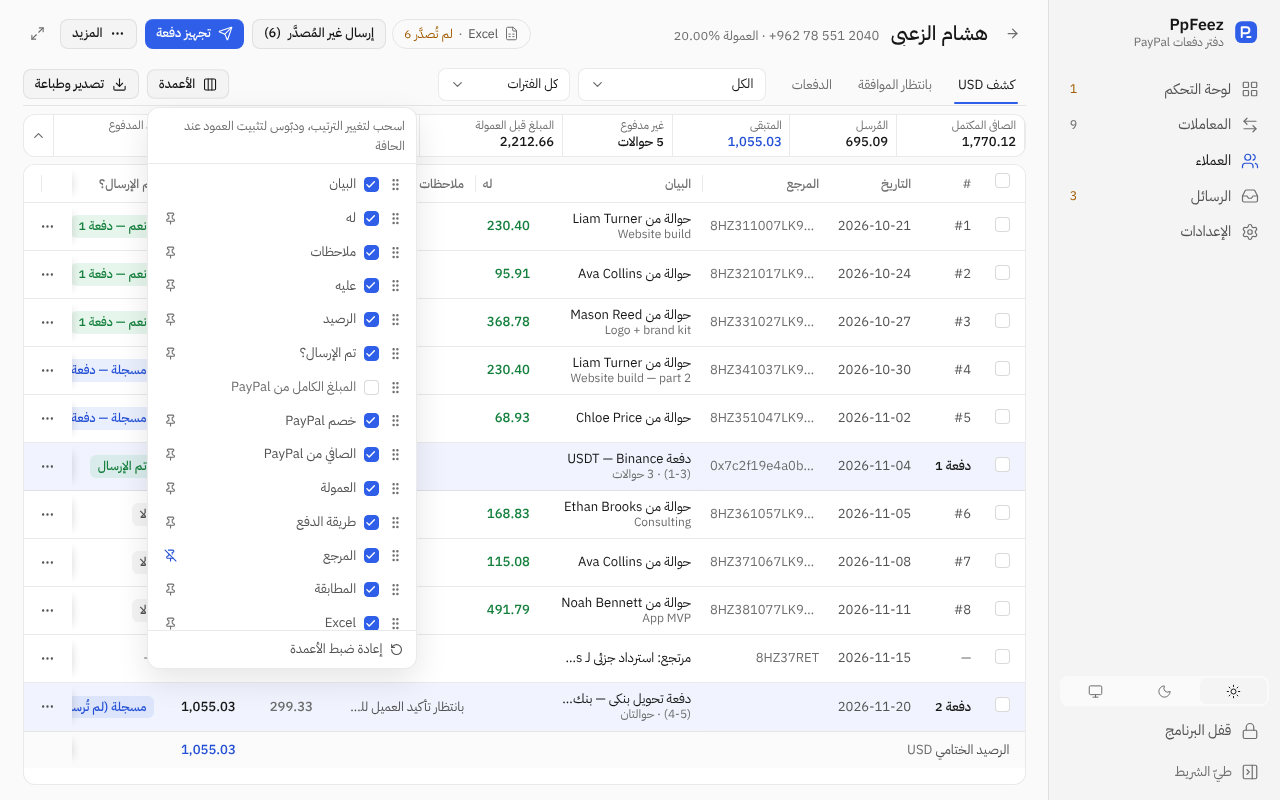 PpFeez
دفتر دفعات PayPal
لوحة التحكم 1
المعاملات 9
العملاء
الرسائل 3
الإعدادات
قفل البرنامج
طيّ الشريط
هشام الزعبي
+962 78 551 2040 · العمولة 20.00%
Excel · لم تُصدَّر 6
إرسال غير المُصدَّر (6)
تجهيز دفعة
المزيد
كشف USD
بانتظار الموافقة
الدفعات
الكل
كل الفترات
الأعمدة
تصدير وطباعة
الصافي المكتمل
1,770.12
المُرسل
695.09
المتبقي
1,055.03
غير مدفوع
5 حوالات
المبلغ قبل العمولة
2,212.66
المدفوع
# التاريخ المرجع البيان له ملاحظات م الإرسال؟
#1 2026-10-21 8HZ311007LK9... حوالة من Liam Turner 230.40 نعم — دفعة 1
Website build
#2 2026-10-24 8HZ321017LK9... حوالة من Ava Collins 95.91 نعم — دفعة 1
#3 2026-10-27 8HZ331027LK9... حوالة من Mason Reed 368.78 نعم — دفعة 1
Logo + brand kit
#4 2026-10-30 8HZ341037LK9... حوالة من Liam Turner 230.40 مسجلة — دفعة
Website build — part 2
#5 2026-11-02 8HZ351047LK9... حوالة من Chloe Price 68.93 مسجلة — دفعة
دفعة 1 2026-11-04 0x7c2f19e4a0b... دفعة USDT — Binance تم الإرسال
(1-3) · 3 حوالات
#6 2026-11-05 8HZ361057LK9... حوالة من Ethan Brooks 168.83 لا
Consulting
#7 2026-11-08 8HZ371067LK9... حوالة من Ava Collins 115.08 لا
#8 2026-11-11 8HZ381077LK9... حوالة من Noah Bennett 491.79 لا
App MVP
— 2026-11-15 8HZ37RET مرتجع: استرداد جزئي لـ s...
دفعة 2 2026-11-20 دفعة تحويل بنكي — بنك... بانتظار تأكيد العميل للـ... 299.33 1,055.03 مسجلة (لم تُرس
(4-5) · حوالتان
الرصيد الختامي USD 1,055.03
اسحب لتغيير الترتيب، ودبّوس لتثبيت العمود عند
الحافة
البيان
له
ملاحظات
عليه
الرصيد
تم الإرسال؟
المبلغ الكامل من PayPal
خصم PayPal
الصافي من PayPal
العمولة
طريقة الدفع
المرجع
المطابقة
Excel
إعادة ضبط الأعمدة